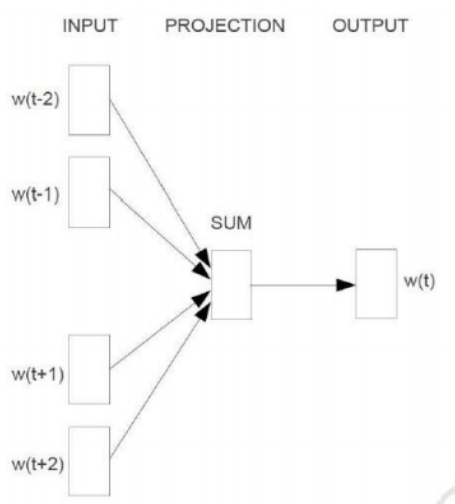 INPUT PROJECTION OUTPUT
w(t-2)
w(t-1)
SUM
w(t)
w(t+1)
w(t+2)